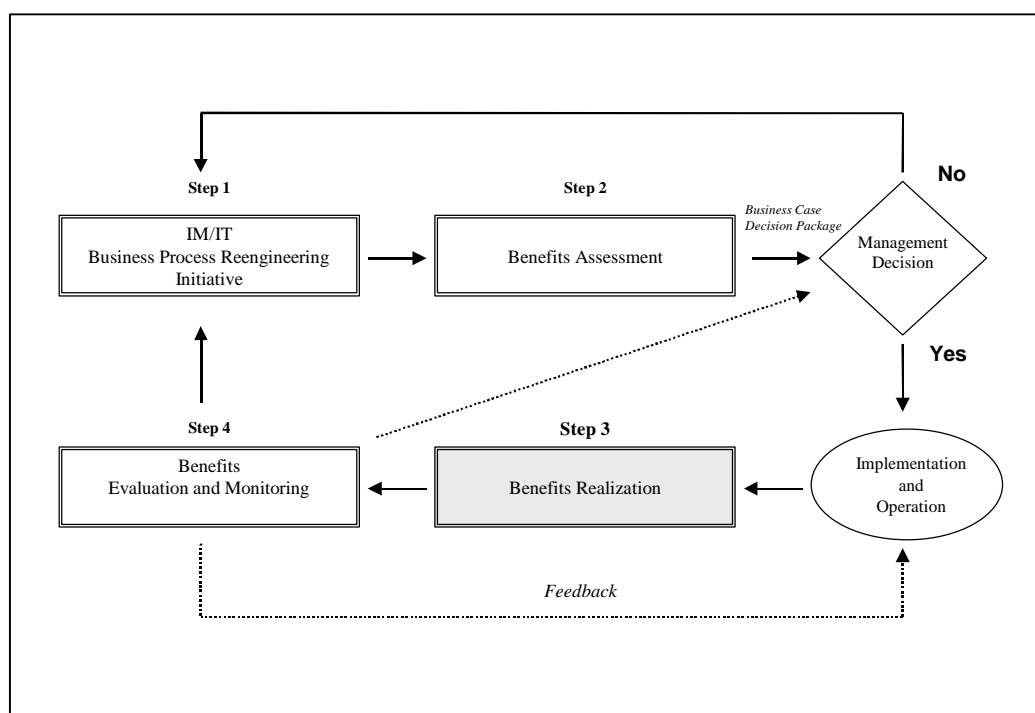 No
Step 1
Step 2
Business Case
Decision Package
IM/IT
Business Process Reengineering
Initiative
Benefits Assessment
Management
Decision
Yes
Step 4
Step 3
Benefits
Evaluation and Monitoring
Benefits Realization
Implementation
and
Operation
Feedback